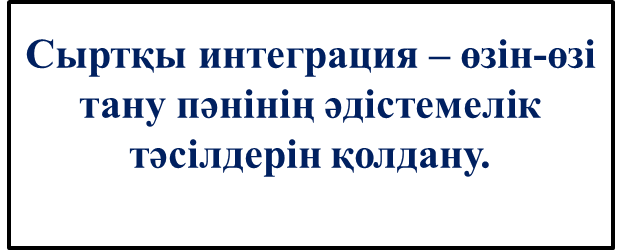 Сыртқы интеграция – өзін-өзі
тану пәнінің әдістемелік
тәсілдерін қолдану.